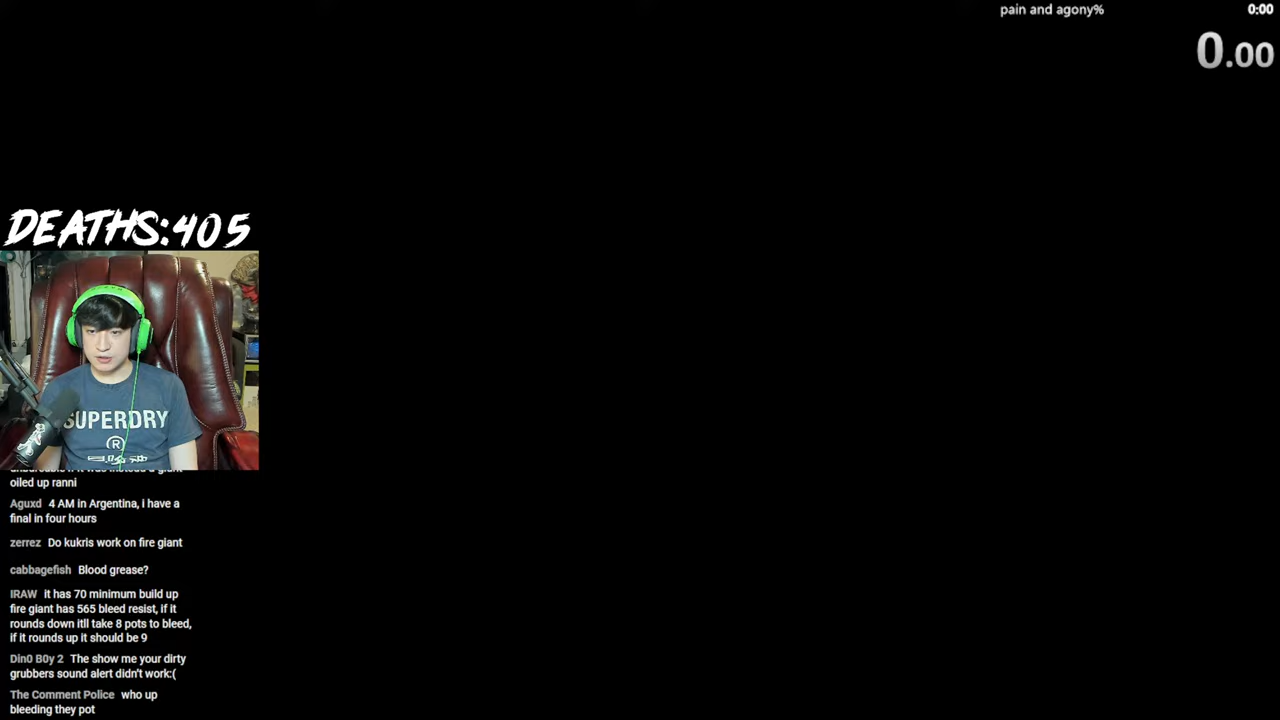 pain and agony%
0:00
0.00
DEATHS:405
SUPERDRY
®
oiled up ranni
Aguxd 4 AM in Argentina, i have a
final in four hours
zerrez Do kukris work on fire giant
cabbagefish Blood grease?
IRAW it has 70 minimum build up
fire giant has 565 bleed resist, if it
rounds down itll take 8 pots to bleed,
if it rounds up it should be 9
Din0 B0y 2 The show me your dirty
grubbers sound alert didn't work:(
The Comment Police who up
bleeding they pot